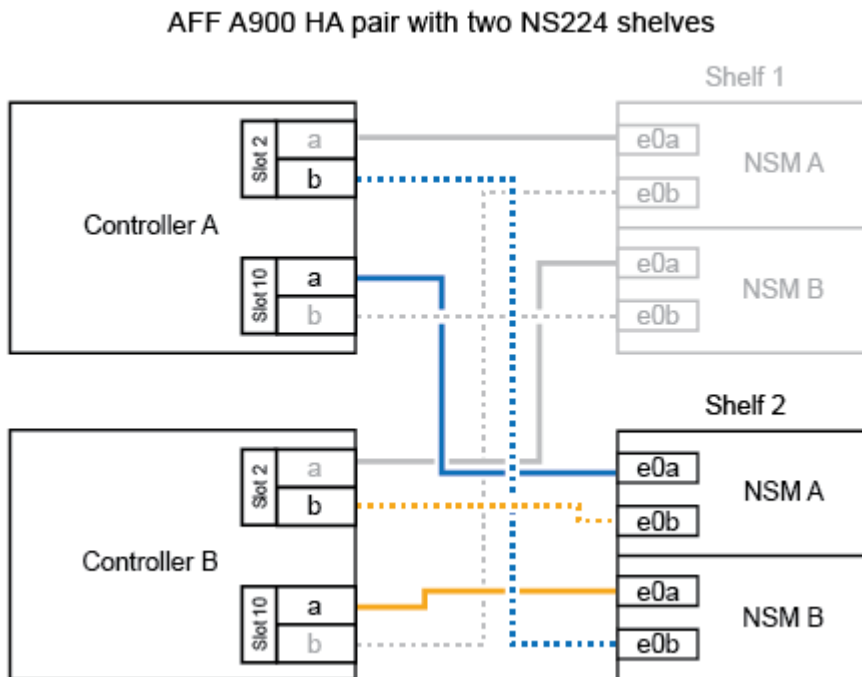 AFF A900 HA pair with two NS224 shelves
Shelf 1
Controller A
Slot 2
a
b
Slot 10
a
b
e0a
e0b
NSM A
e0a
e0b
NSM B
Shelf 2
Controller B
Slot 2
a
b
Slot 10
a
b
e0a
e0b
NSM A
e0a
e0b
NSM B